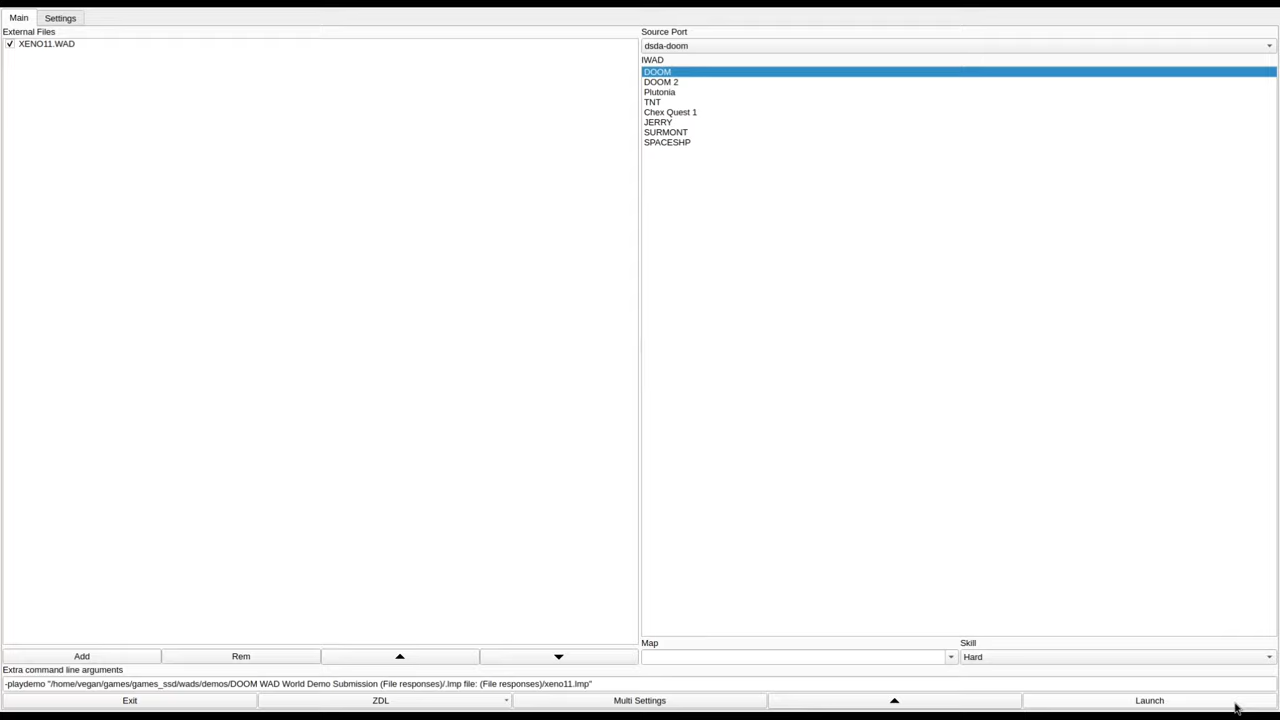 Main Settings
External Files
XENO11.WAD
Source Port
dsda-doom
IWAD
DOOM
DOOM 2
Plutonia
TNT
Chex Quest 1
JERRY
SURMONT
SPACESHP
Add Rem
Map Skill
Hard
Extra command line arguments
-playdemo "/home/vegan/games/games_ssd/wads/demos/DOOM WAD World Demo Submission (File responses)/.lmp file: (File responses)/xeno11.lmp"
Exit ZDL Multi Settings Launch